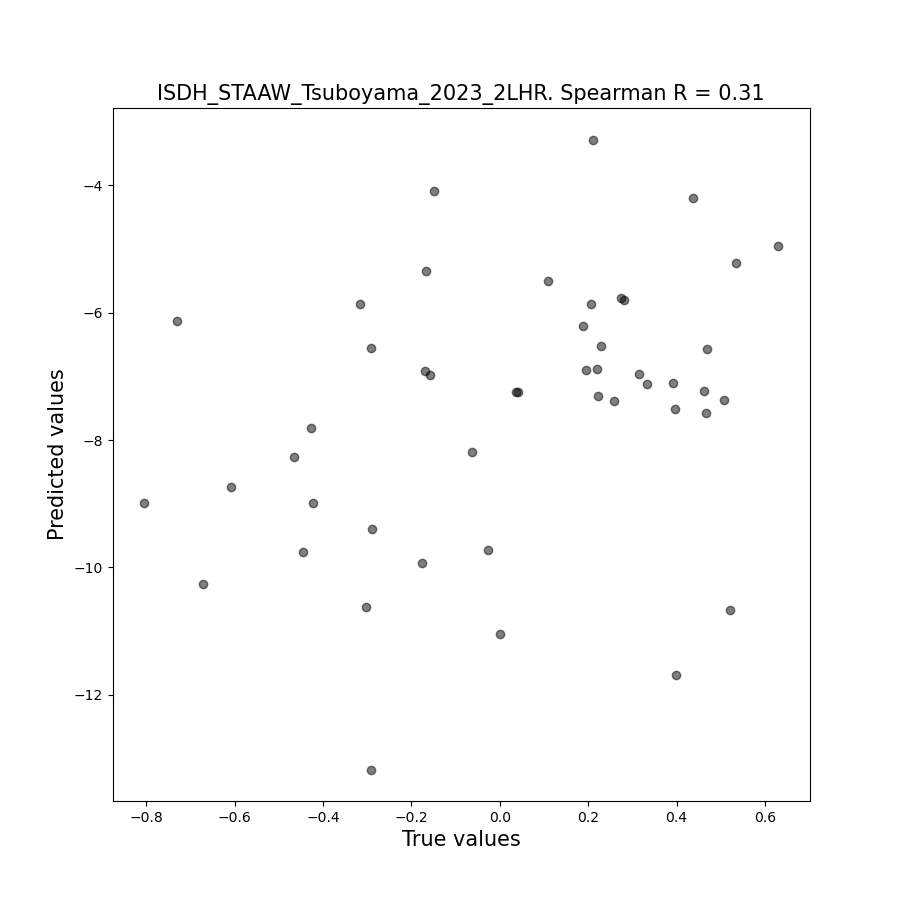 ISDH_STAAW_Tsuboyama_2023_2LHR. Spearman R = 0.31
Predicted values
−4
−6
−8
−10
−12
−0.8 −0.6 −0.4 −0.2 0.0 0.2 0.4 0.6
True values